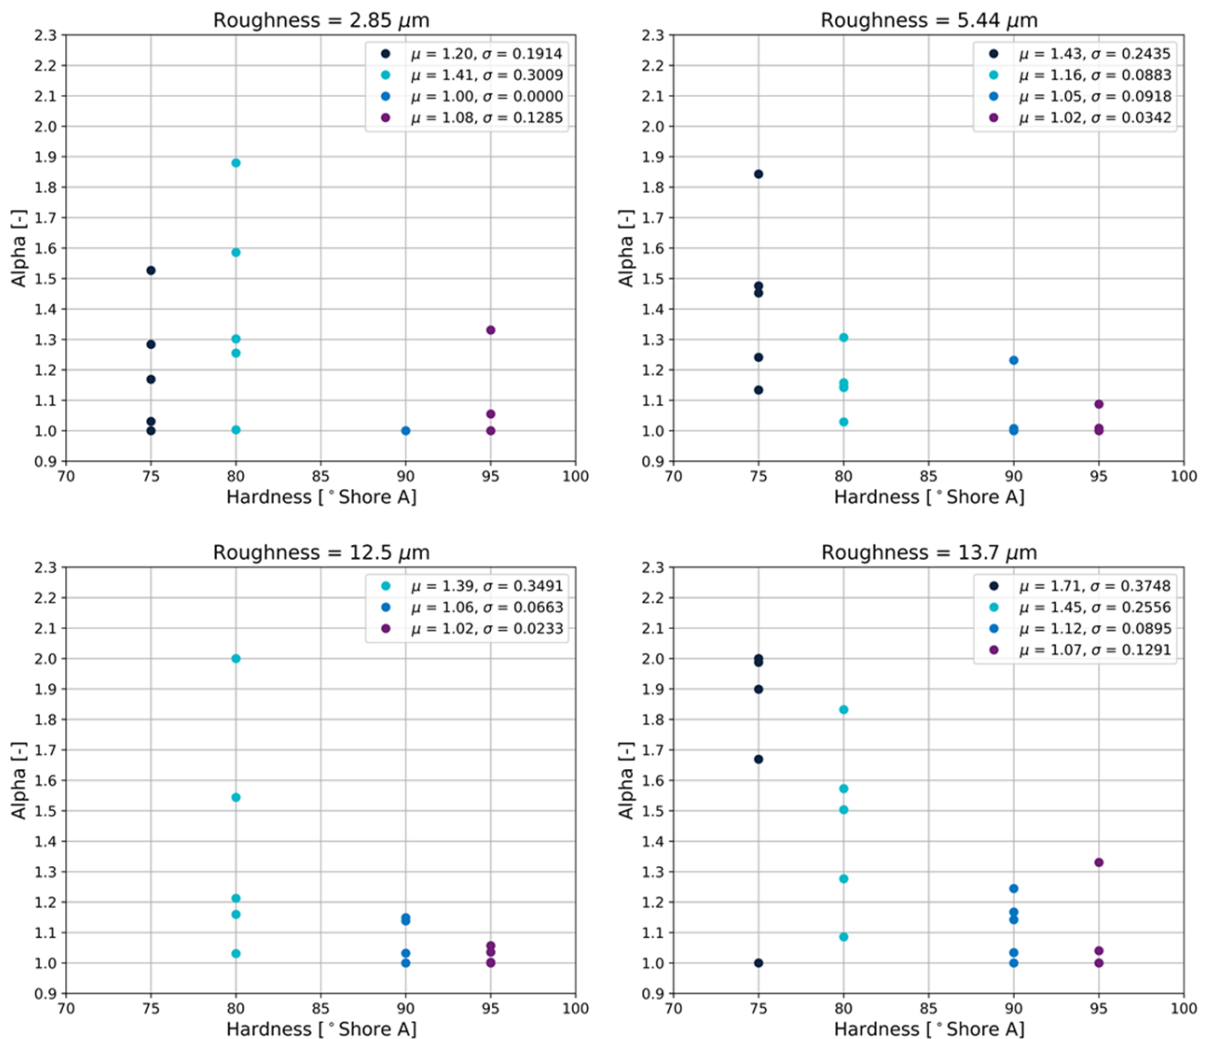 Roughness = 2.85 μm
2.3
2.2
2.1
2.0
1.9
1.8
1.7
1.6
1.5
1.4
1.3
1.2
1.1
1.0
0.9
Alpha [-]
μ = 1.20, σ = 0.1914
μ = 1.41, σ = 0.3009
μ = 1.00, σ = 0.0000
μ = 1.08, σ = 0.1285
70 75 80 85 90 95 100
Hardness [°Shore A]
Roughness = 5.44 μm
2.3
2.2
2.1
2.0
1.9
1.8
1.7
1.6
1.5
1.4
1.3
1.2
1.1
1.0
0.9
Alpha [-]
μ = 1.43, σ = 0.2435
μ = 1.16, σ = 0.0883
μ = 1.05, σ = 0.0918
μ = 1.02, σ = 0.0342
70 75 80 85 90 95 100
Hardness [°Shore A]
Roughness = 12.5 μm
2.3
2.2
2.1
2.0
1.9
1.8
1.7
1.6
1.5
1.4
1.3
1.2
1.1
1.0
0.9
Alpha [-]
μ = 1.39, σ = 0.3491
μ = 1.06, σ = 0.0663
μ = 1.02, σ = 0.0233
70 75 80 85 90 95 100
Hardness [°Shore A]
Roughness = 13.7 μm
2.3
2.2
2.1
2.0
1.9
1.8
1.7
1.6
1.5
1.4
1.3
1.2
1.1
1.0
0.9
Alpha [-]
μ = 1.71, σ = 0.3748
μ = 1.45, σ = 0.2556
μ = 1.12, σ = 0.0895
μ = 1.07, σ = 0.1291
70 75 80 85 90 95 100
Hardness [°Shore A]